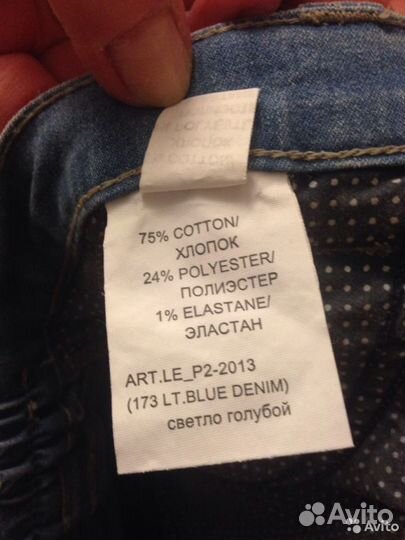 75% COTTON/
ХЛОПОК
24% POLYESTER/
ПОЛИЭСТЕР
1% ELASTANE/
ЭЛАСТАН
ART.LE_P2-2013
(173 LT.BLUE DENIM)
светло голубой
Avito
Avito